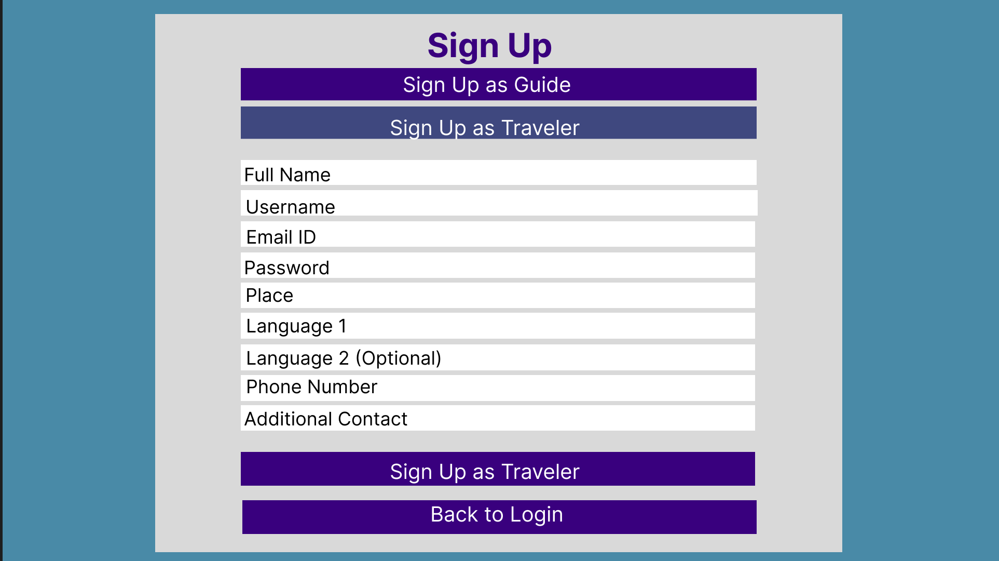 Sign Up
Sign Up as Guide
Sign Up as Traveler
Full Name
Username
Email ID
Password
Place
Language 1
Language 2 (Optional)
Phone Number
Additional Contact
Sign Up as Traveler
Back to Login